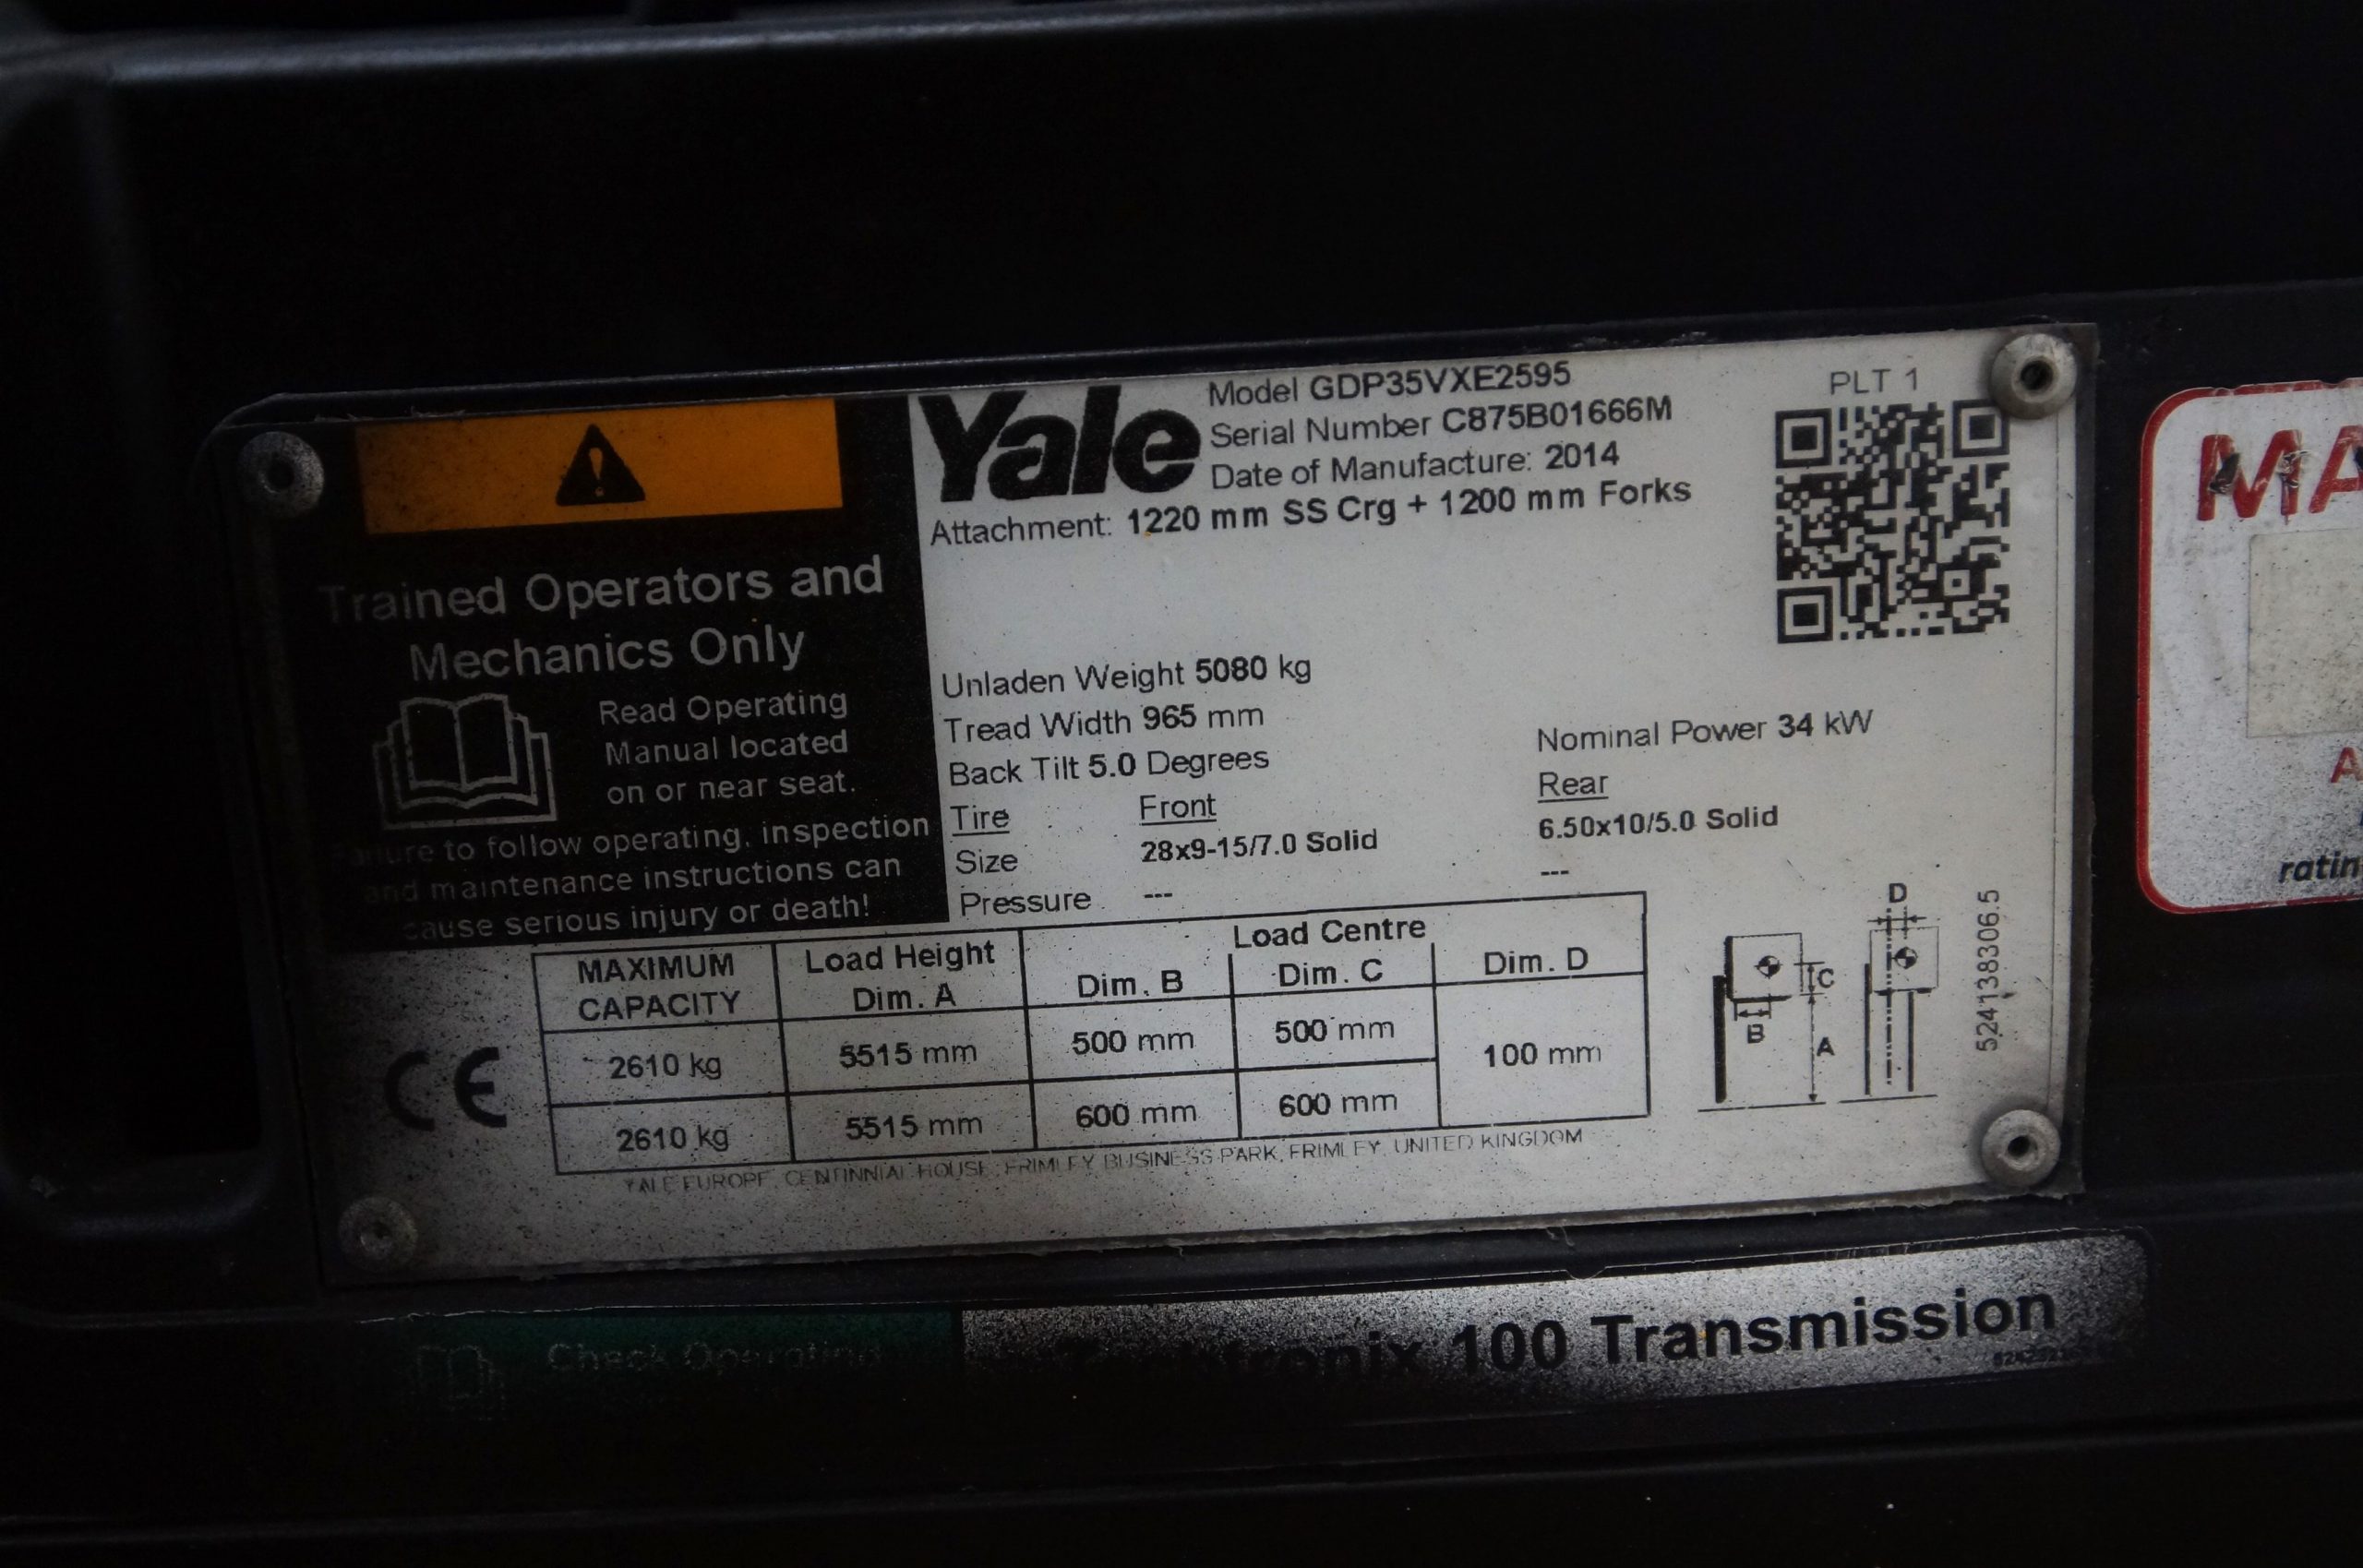 Trained Operators and
Mechanics Only
Read Operating
Manual located
on or near seat.
Failure to follow operating, inspection
and maintenance instructions can
cause serious injury or death!
Yale
Model GDP35VXE2595
Serial Number C875B01666M
Date of Manufacture: 2014
Attachment: 1220 mm SS Crg + 1200 mm Forks
PLT 1
Unladen Weight 5080 kg
Tread Width 965 mm
Back Tilt 5.0 Degrees
Nominal Power 34 kW
Tire Front Rear
Size 28x9-15/7.0 Solid 6.50x10/5.0 Solid
Pressure --- ---
MAXIMUM CAPACITY
Load Height Dim. A
Load Centre
Dim. B Dim. C Dim. D
2610 kg 5515 mm 500 mm 500 mm 100 mm
2610 kg 5515 mm 600 mm 600 mm
CE
D
C
B
A
524138306.5
YALE EUROPE, CENTINNIAL HOUSE, FRIMLEY BUSINESS PARK, FRIMLEY, UNITED KINGDOM
Check Operating
100 Transmission
MA
A
ratin